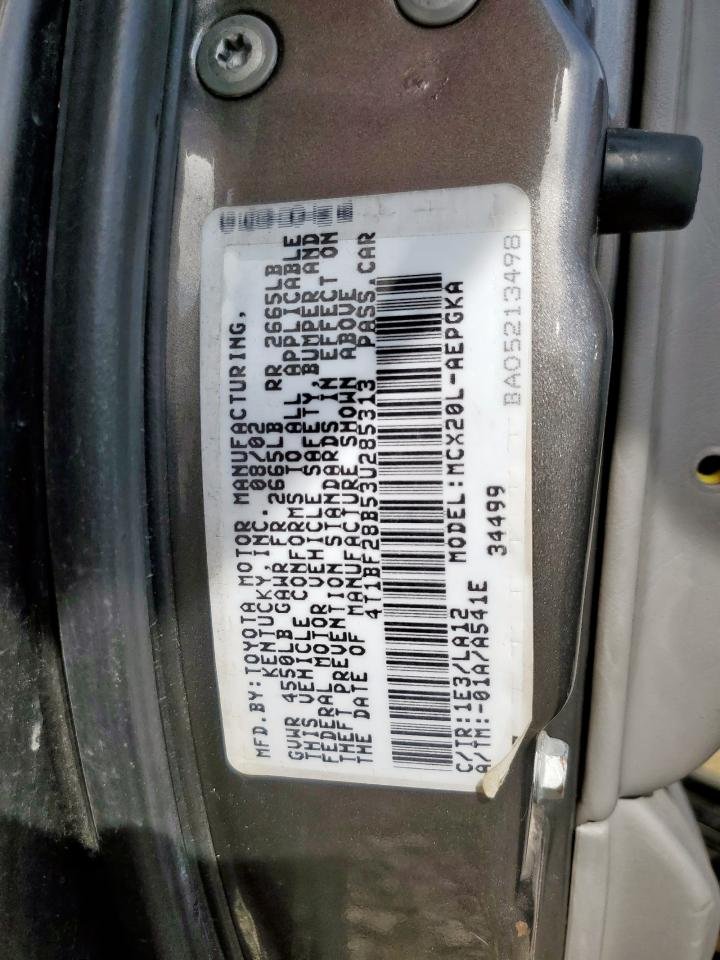 MFD.BY:TOYOTA MOTOR MANUFACTURING,
KENTUCKY,INC. 08/02
GVWR 4550LB GAWR FR 2665LB RR 2665LB
THIS VEHICLE CONFORMS TO ALL APPLICABLE
FEDERAL MOTOR VEHICLE SAFETY,BUMPER,AND
THEFT PREVENTION STANDARDS IN EFFECT ON
THE DATE OF MANUFACTURE SHOWN ABOVE
4T1BF28B53U285313 PASS.CAR
C/TR:1E3/LA12 MODEL:MCX20L-AEPGKA
A/TM:-01A/A541E 34499
BA05213498